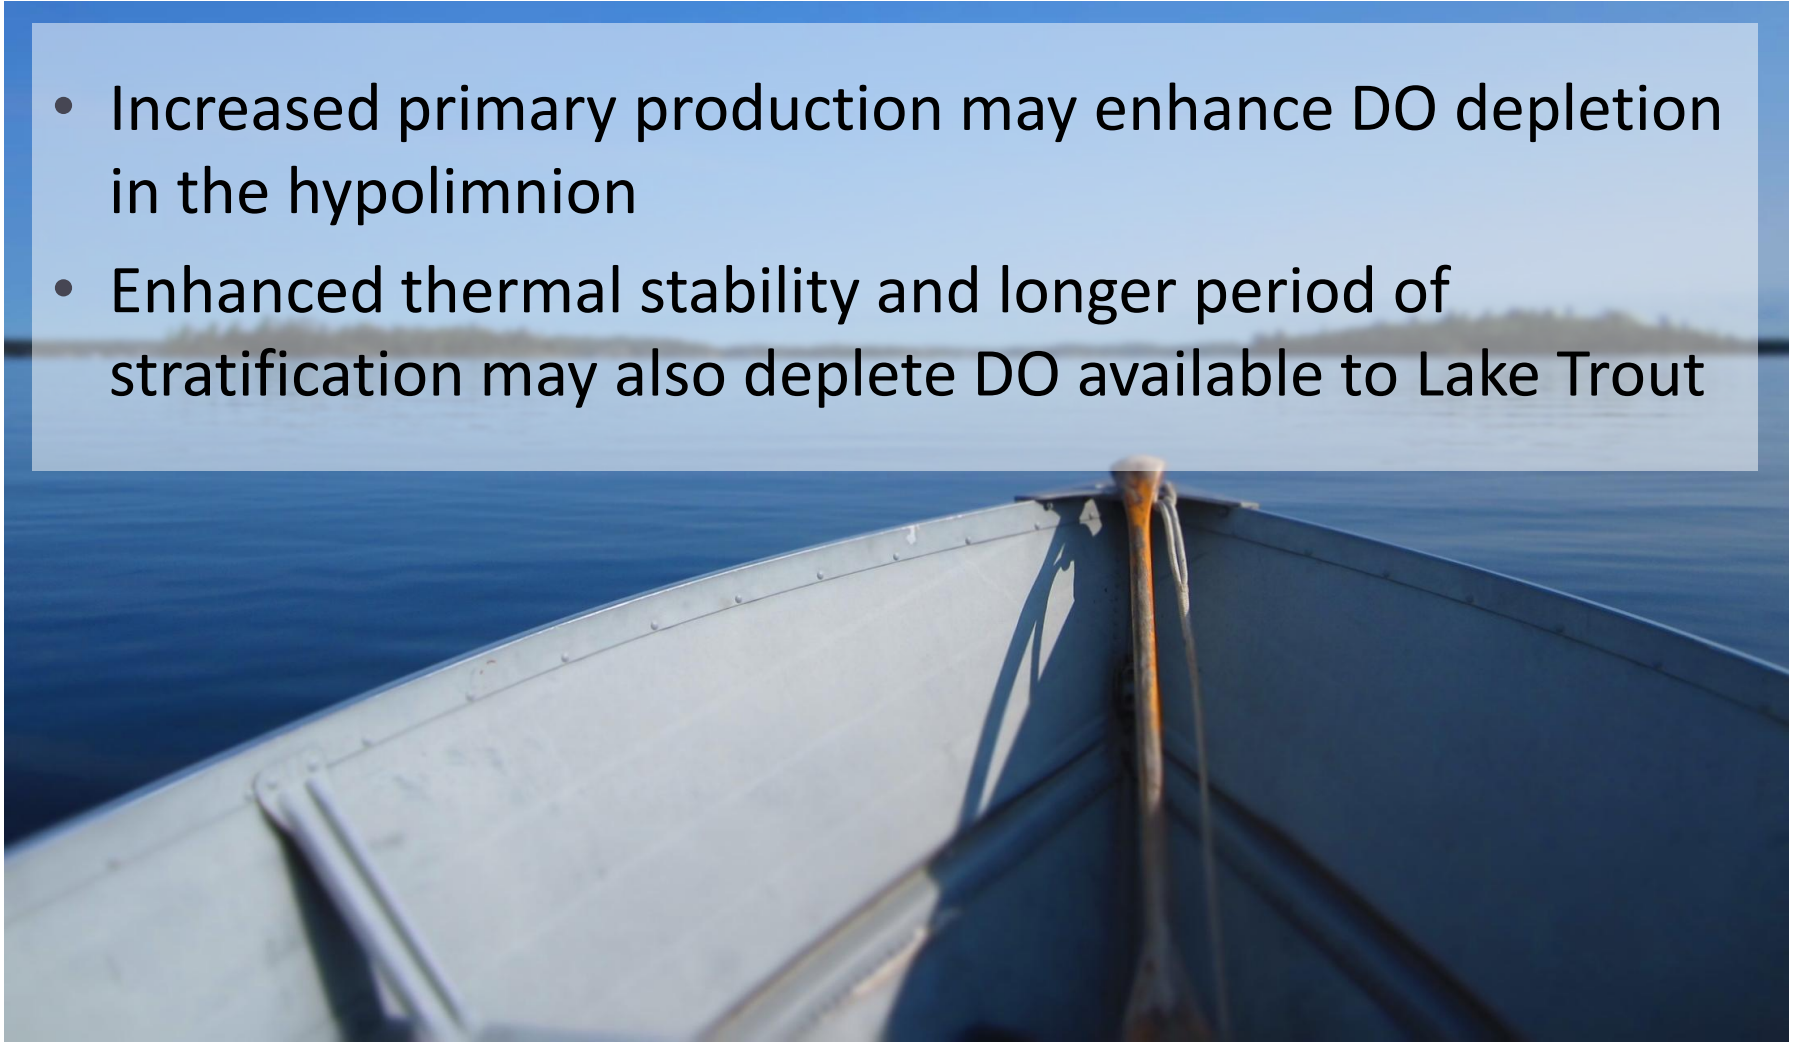 • Increased primary production may enhance DO depletion
in the hypolimnion
• Enhanced thermal stability and longer period of
stratification may also deplete DO available to Lake Trout